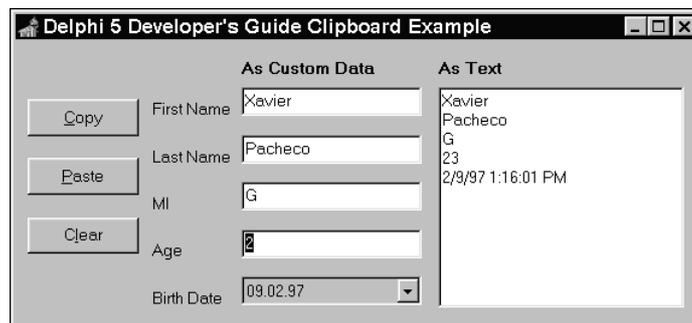 Delphi 5 Developer's Guide Clipboard Example
As Custom Data As Text
Copy
Paste
Clear
First Name Xavier
Last Name Pacheco
MI G
Age 2
Birth Date 09.02.97
Xavier
Pacheco
G
23
2/9/97 1:16:01 PM